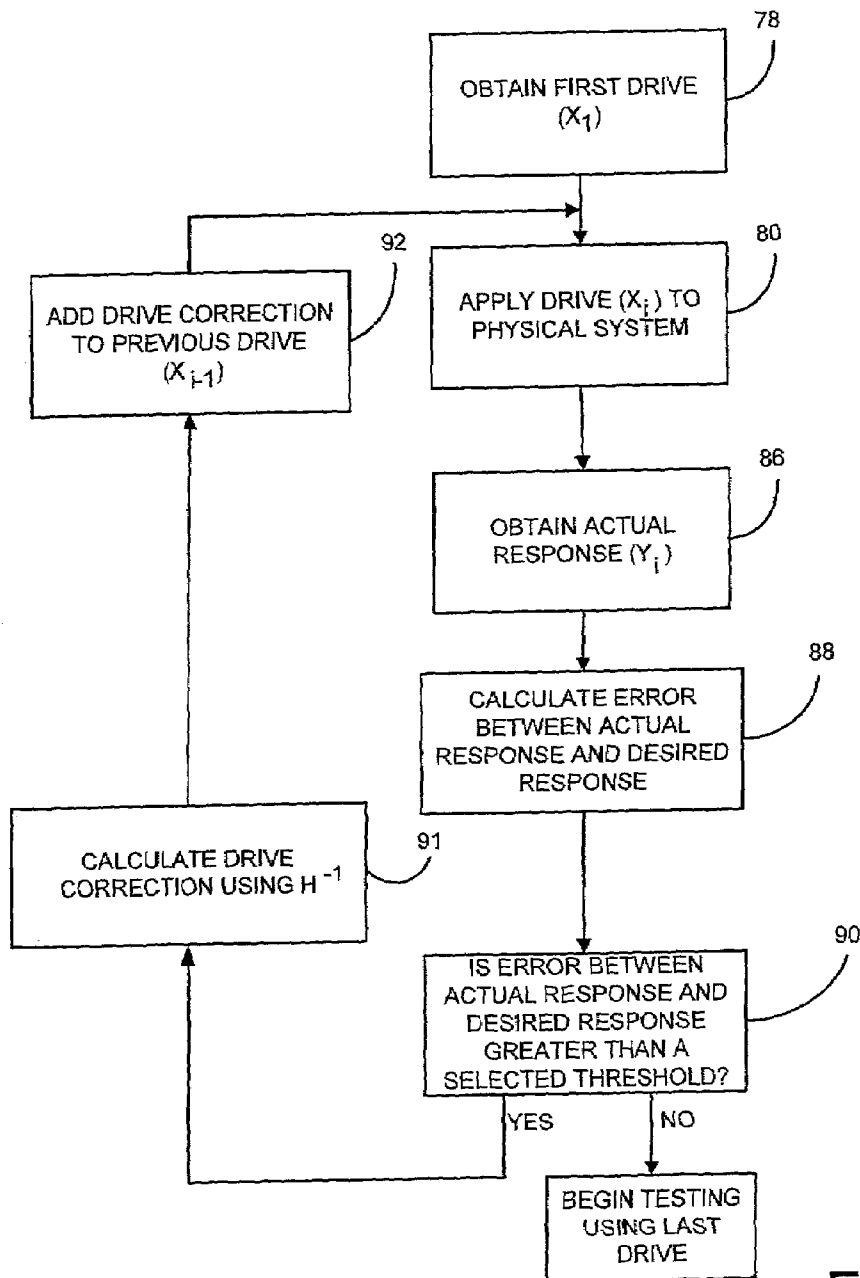 78
OBTAIN FIRST DRIVE
(X₁)
92
80
ADD DRIVE CORRECTION
TO PREVIOUS DRIVE
(Xᵢ₋₁)
APPLY DRIVE (Xᵢ) TO
PHYSICAL SYSTEM
86
OBTAIN ACTUAL
RESPONSE (Yᵢ)
88
CALCULATE ERROR
BETWEEN ACTUAL
RESPONSE AND DESIRED
RESPONSE
91
CALCULATE DRIVE
CORRECTION USING H⁻¹
90
IS ERROR BETWEEN
ACTUAL RESPONSE AND
DESIRED RESPONSE
GREATER THAN A
SELECTED THRESHOLD?
YES
NO
BEGIN TESTING
USING LAST
DRIVE